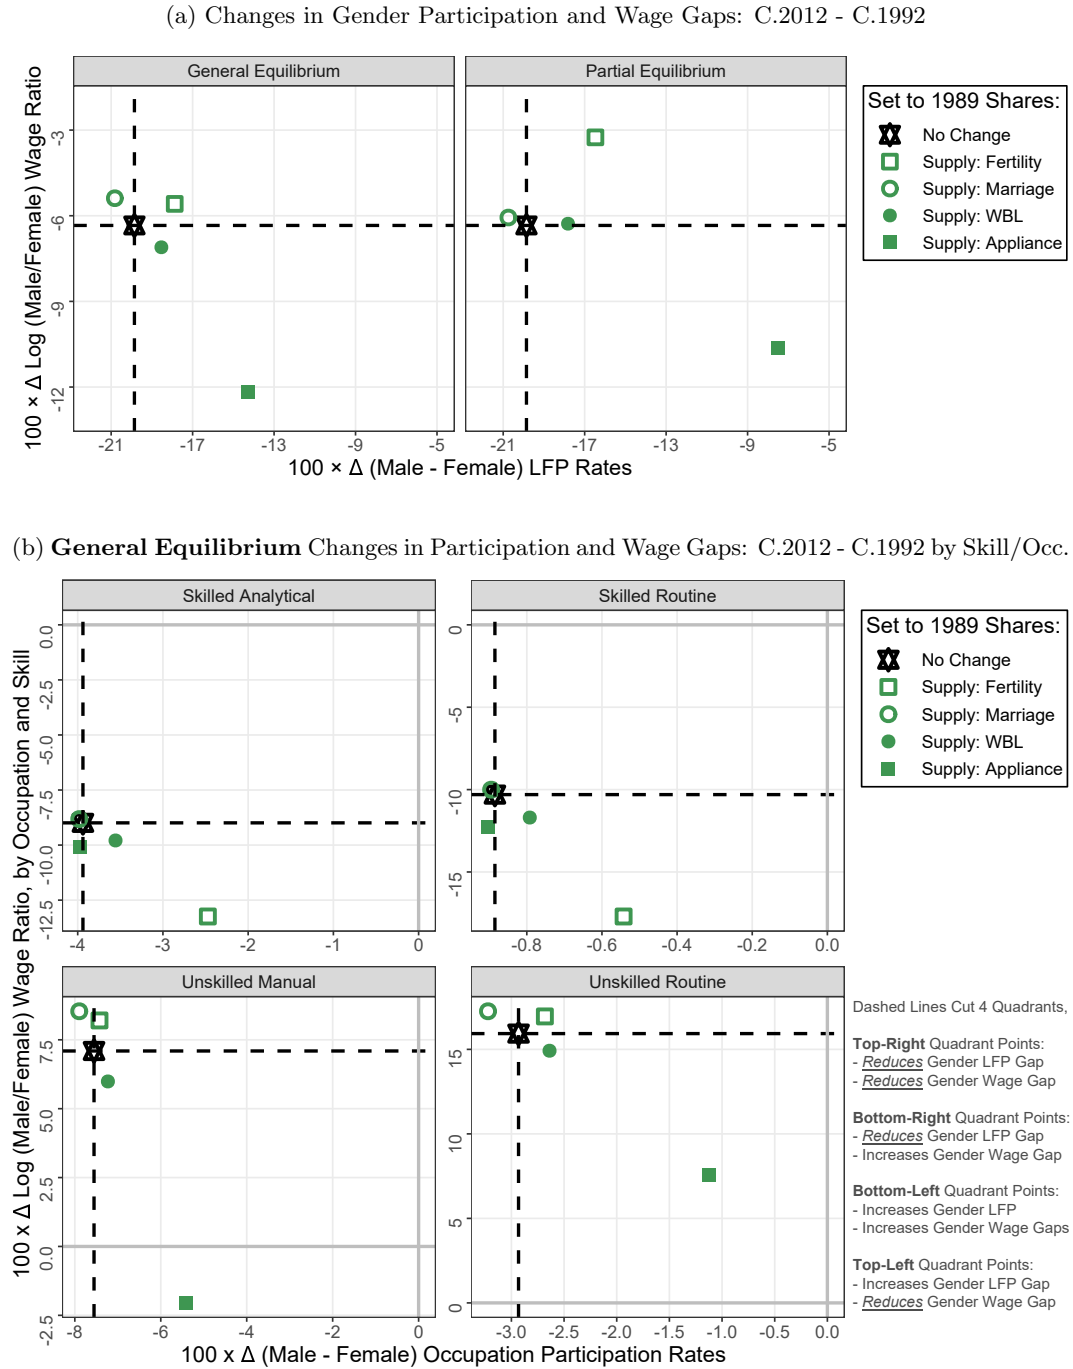 (a) Changes in Gender Participation and Wage Gaps: C.2012 - C.1992
General Equilibrium
Partial Equilibrium
100 × Δ Log (Male/Female) Wage Ratio
-3
-6
-9
-12
-21
-17
-13
-9
-5
-21
-17
-13
-9
-5
100 × Δ (Male - Female) LFP Rates
Set to 1989 Shares:
No Change
Supply: Fertility
Supply: Marriage
Supply: WBL
Supply: Appliance
(b) General Equilibrium Changes in Participation and Wage Gaps: C.2012 - C.1992 by Skill/Occ.
Skilled Analytical
Skilled Routine
100 x Δ Log (Male/Female) Wage Ratio, by Occupation and Skill
0.0
-2.5
-5.0
-7.5
-10.0
-12.5
-4
-3
-2
-1
0
0
-5
-10
-15
-0.8
-0.6
-0.4
-0.2
0.0
Set to 1989 Shares:
No Change
Supply: Fertility
Supply: Marriage
Supply: WBL
Supply: Appliance
Unskilled Manual
Unskilled Routine
7.5
5.0
2.5
0.0
-2.5
-8
-6
-4
-2
0
15
10
5
0
-3.0
-2.5
-2.0
-1.5
-1.0
-0.5
0.0
100 x Δ (Male - Female) Occupation Participation Rates
Dashed Lines Cut 4 Quadrants,
Top-Right Quadrant Points:
- Reduces Gender LFP Gap
- Reduces Gender Wage Gap
Bottom-Right Quadrant Points:
- Reduces Gender LFP Gap
- Increases Gender Wage Gap
Bottom-Left Quadrant Points:
- Increases Gender LFP
- Increases Gender Wage Gaps
Top-Left Quadrant Points:
- Increases Gender LFP Gap
- Reduces Gender Wage Gap